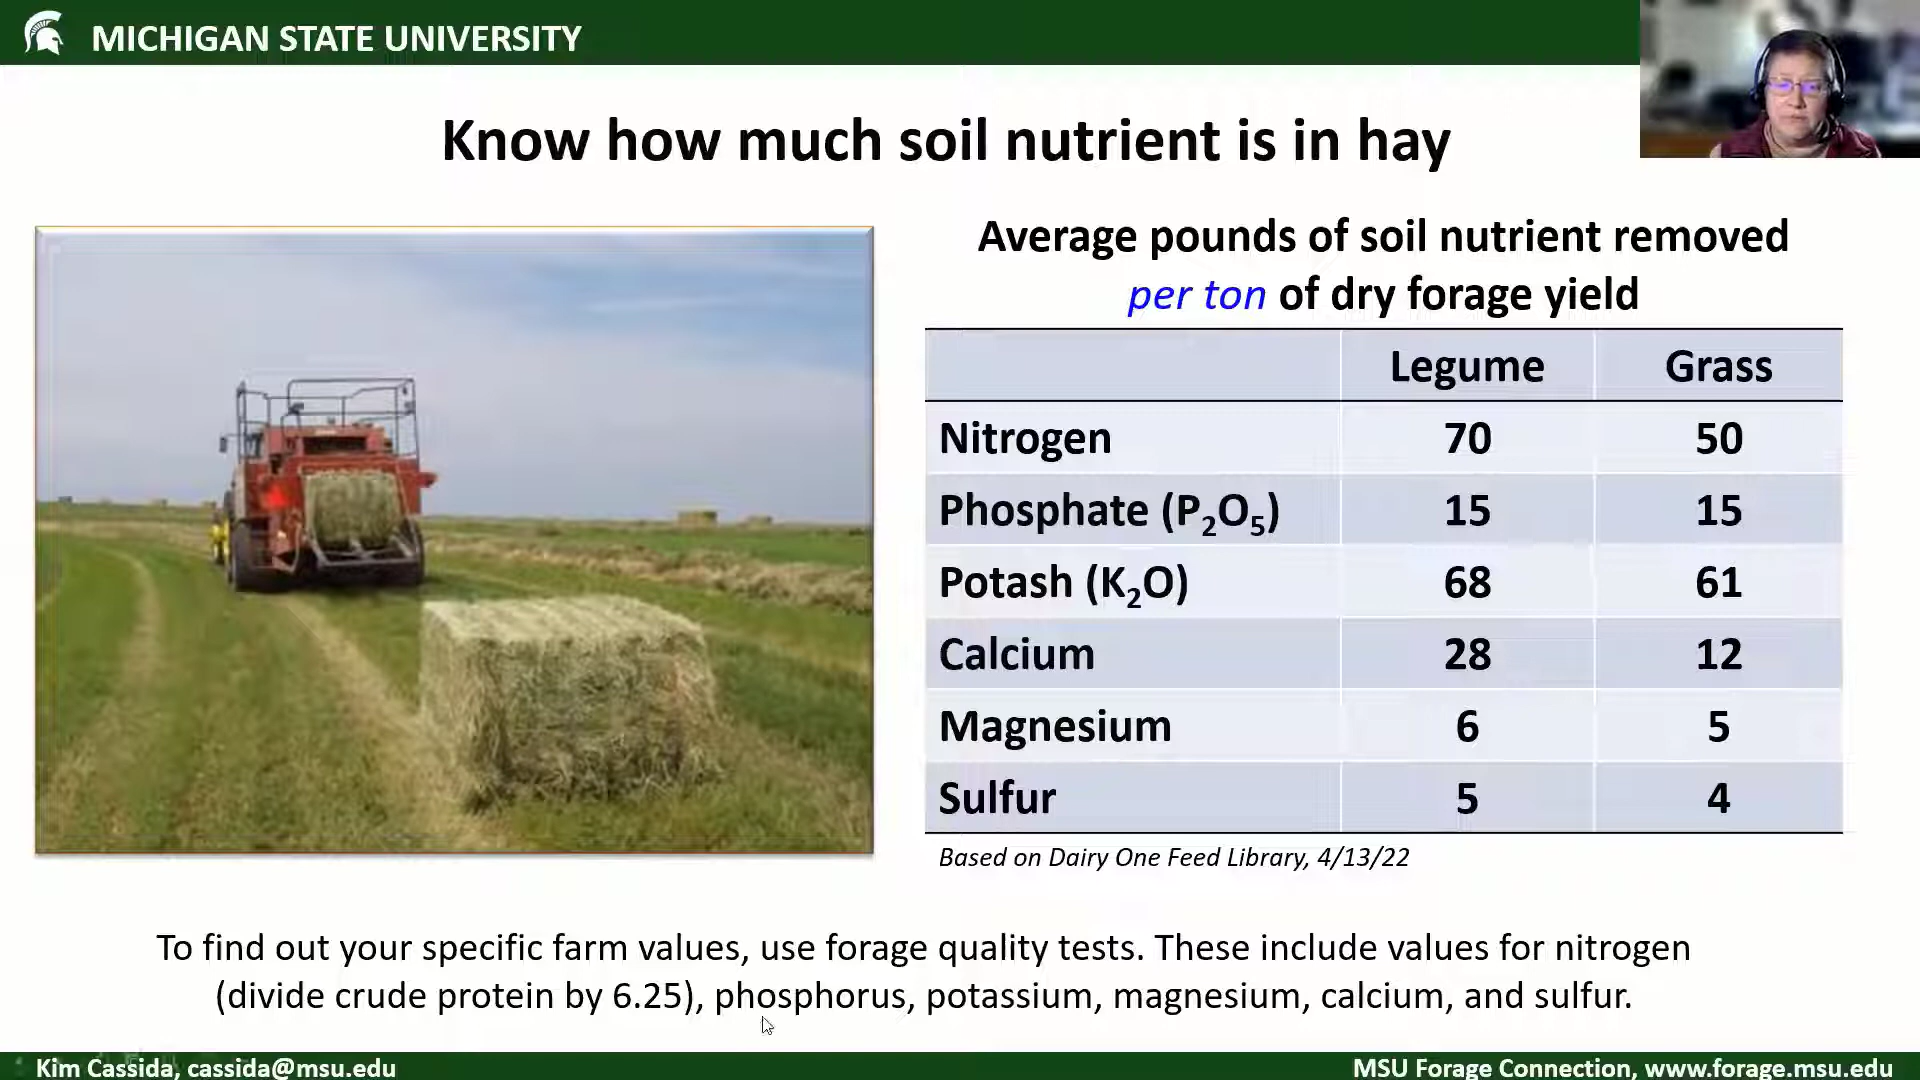 MICHIGAN STATE UNIVERSITY
Know how much soil nutrient is in hay
Average pounds of soil nutrient removed
per ton of dry forage yield
Legume Grass
Nitrogen 70 50
Phosphate (P₂O₅) 15 15
Potash (K₂O) 68 61
Calcium 28 12
Magnesium 6 5
Sulfur 5 4
Based on Dairy One Feed Library, 4/13/22
To find out your specific farm values, use forage quality tests. These include values for nitrogen
(divide crude protein by 6.25), phosphorus, potassium, magnesium, calcium, and sulfur.
Kim Cassida, cassida@msu.edu
MSU Forage Connection, www.forage.msu.edu